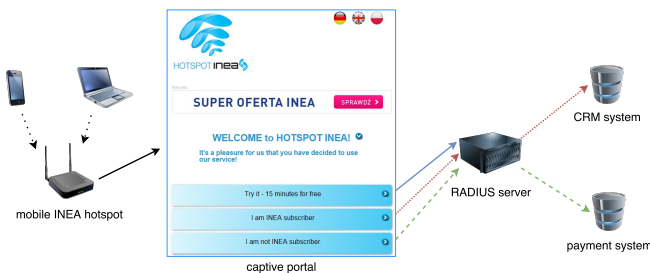 HOTSPOT inea
SUPER OFERTA INEA
SPRAWDŹ
WELCOME to HOTSPOT INEA!
It's a pleasure for us that you have decided to use
our service!
Try it - 15 minutes for free
I am INEA subscriber
I am not INEA subscriber
captive portal
mobile INEA hotspot
RADIUS server
CRM system
payment system